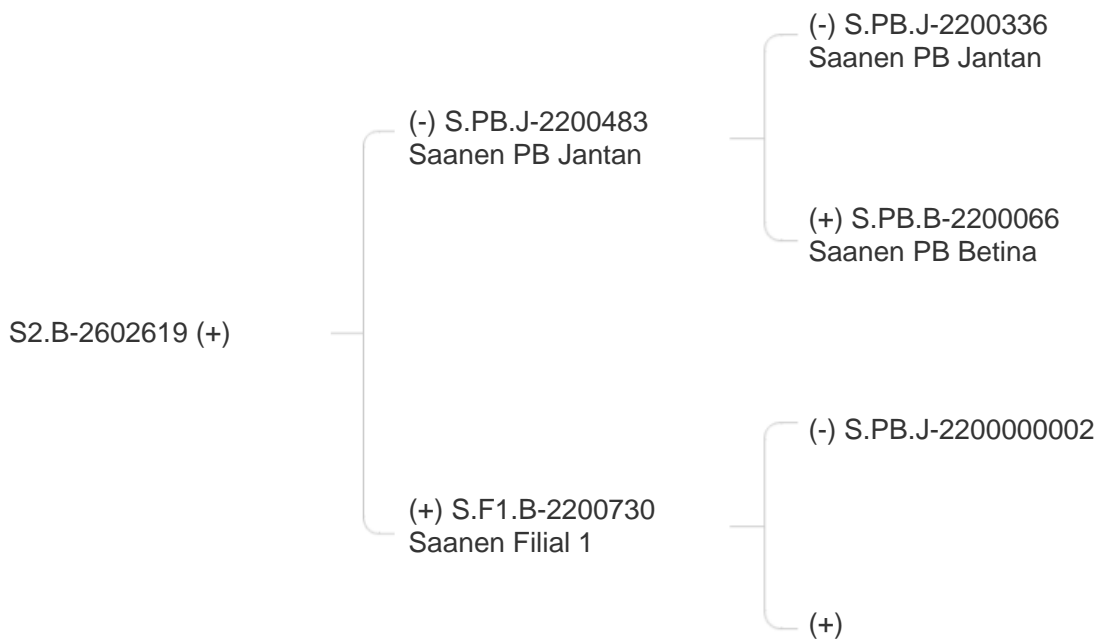 (-) S.PB.J-2200336
Saanen PB Jantan
(-) S.PB.J-2200483
Saanen PB Jantan
(+) S.PB.B-2200066
Saanen PB Betina
S2.B-2602619 (+)
(-) S.PB.J-2200000002
(+) S.F1.B-2200730
Saanen Filial 1
(+)